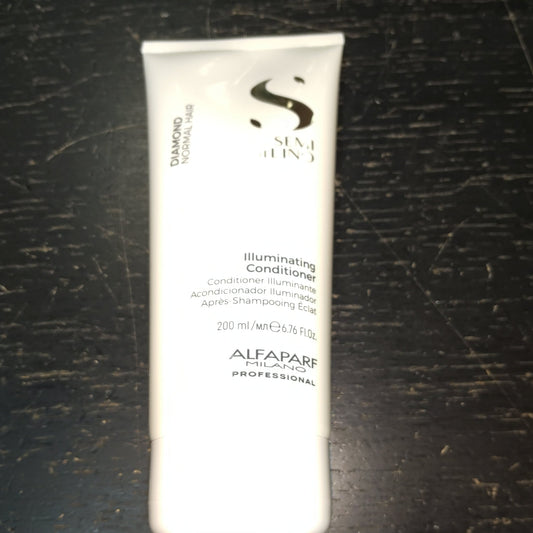 DIAMOND
NORMAL HAIR
SEMI
DI LINO
Illuminating
Conditioner
Conditioner Illuminante
Acondicionador Iluminador
Après-Shampooing Éclat
200 ml/мл℮6.76 Fl.Oz.
ALFAPARF
MILANO
PROFESSIONAL